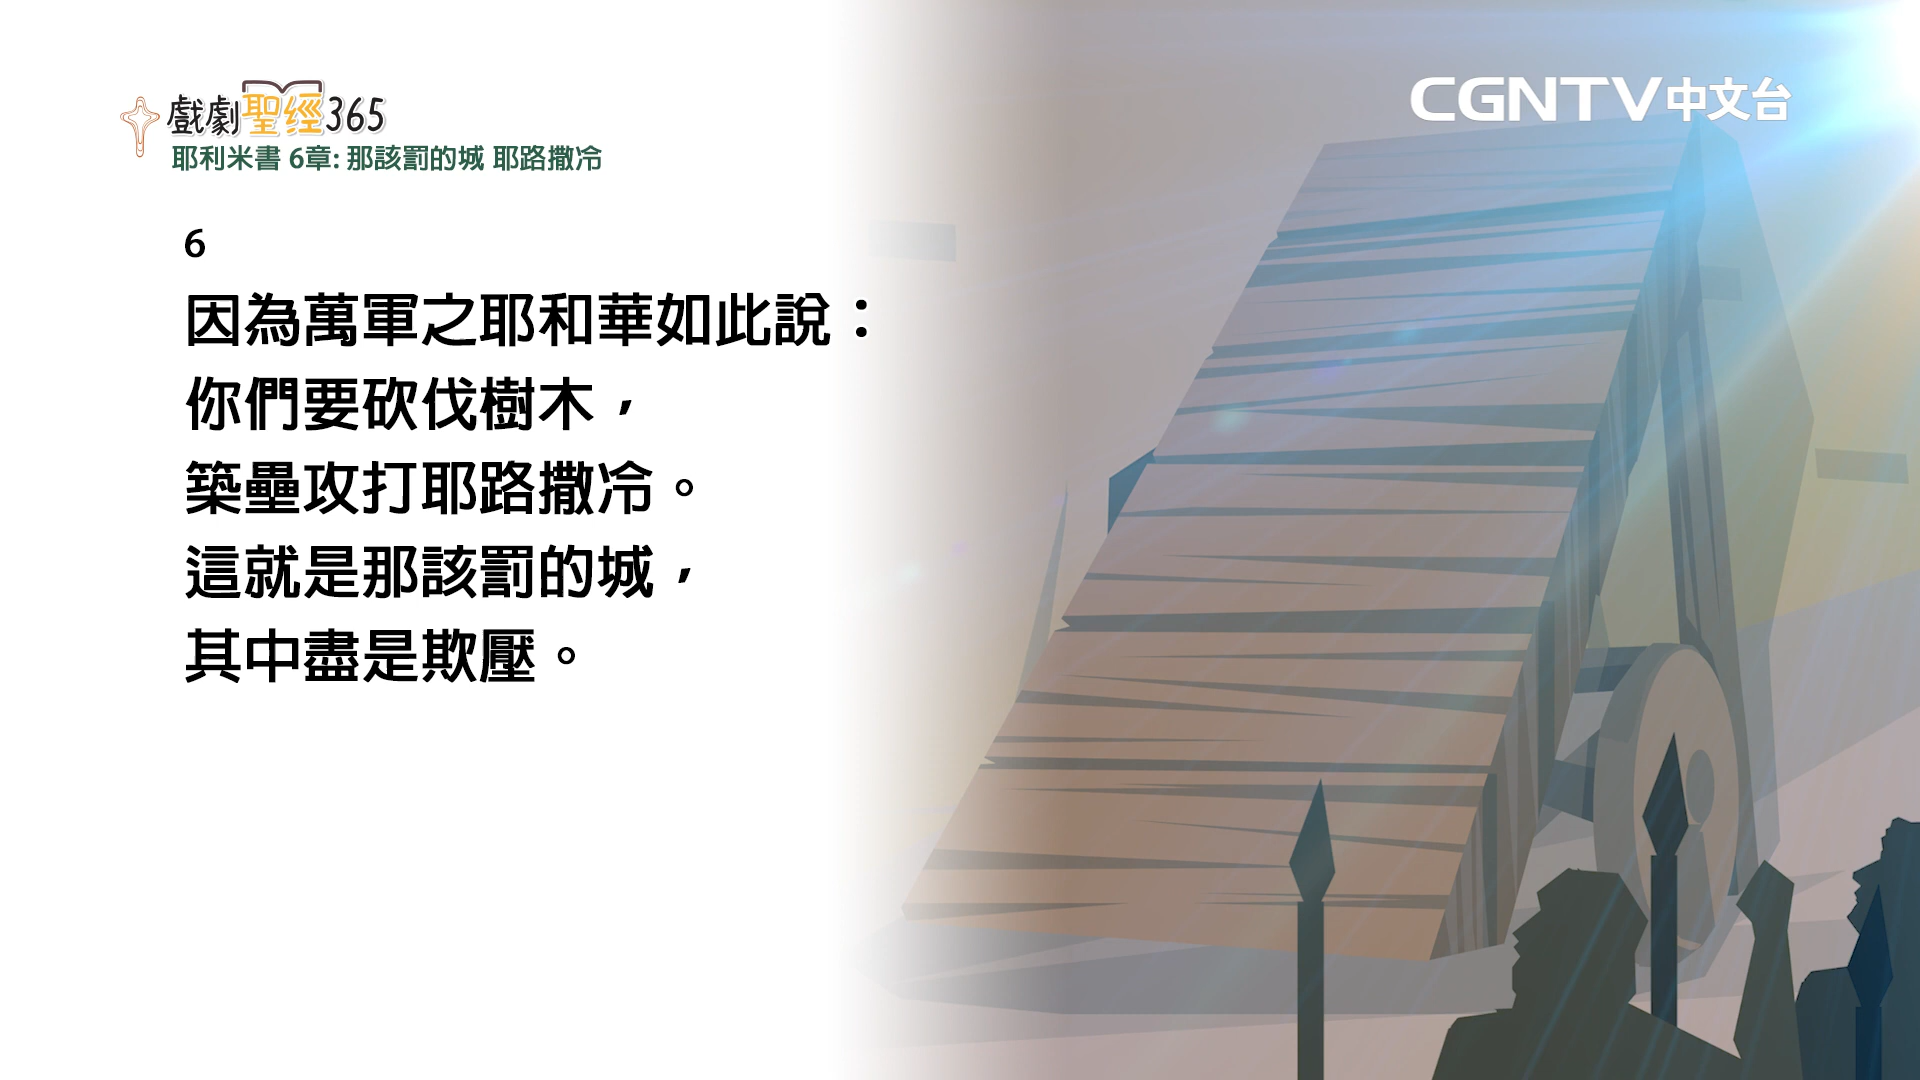 戲劇聖經365
CGNTV中文台
耶利米書 6章: 那該罰的城 耶路撒冷
6
因為萬軍之耶和華如此說：
你們要砍伐樹木，
築壘攻打耶路撒冷。
這就是那該罰的城，
其中盡是欺壓。